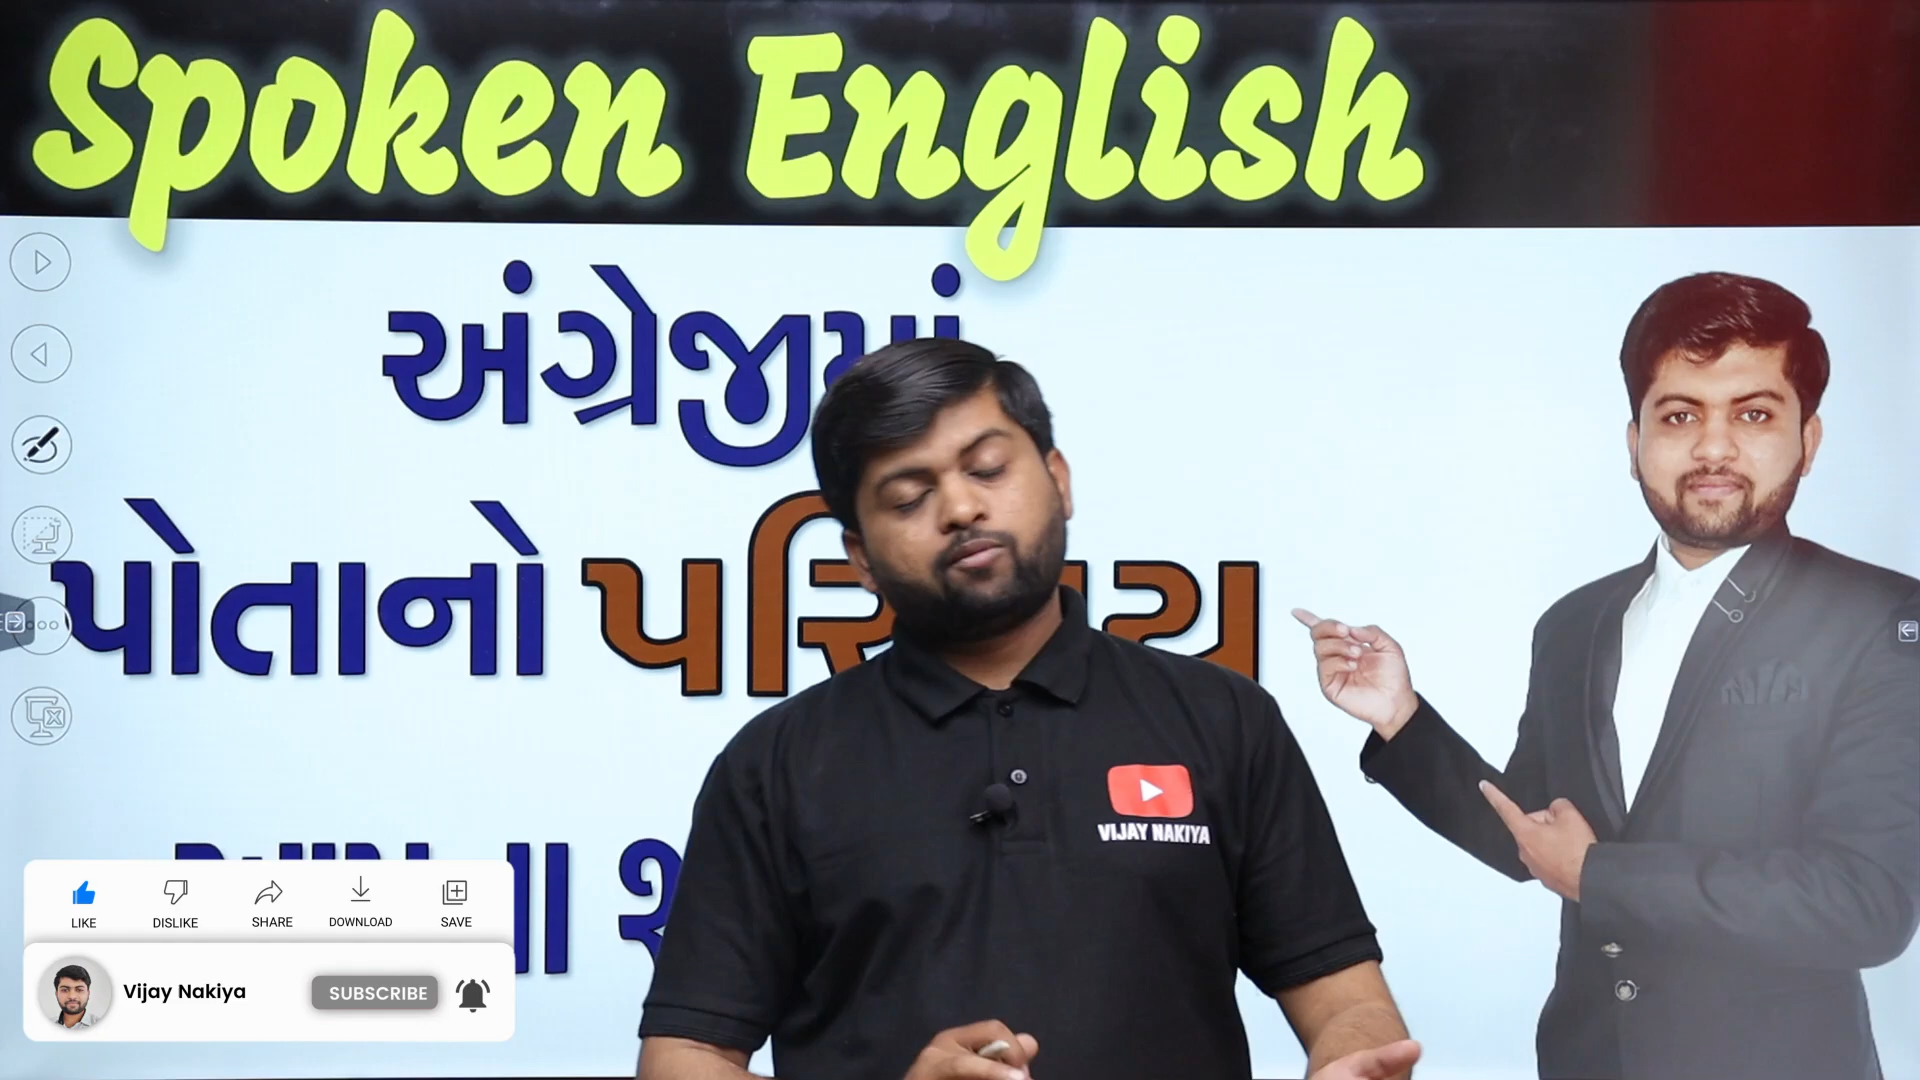 Spoken English
અંગ્રેજીમાં
પોતાનો
VIJAY NAKIYA
LIKE
DISLIKE
SHARE
DOWNLOAD
SAVE
Vijay Nakiya
SUBSCRIBE